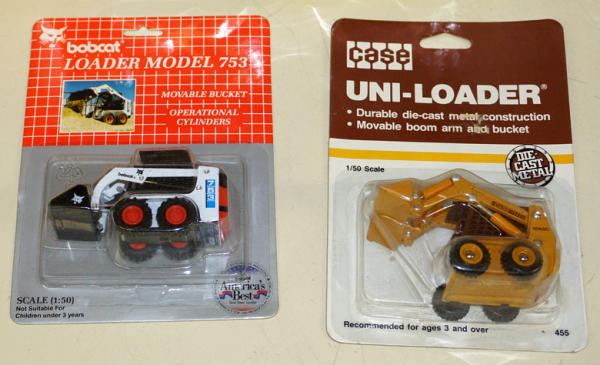 bobcat
LOADER MODEL 753
MOVABLE BUCKET
OPERATIONAL
CYLINDERS
753
America's
Best
SCALE (1:50)
Not Suitable For
Children under 3 years
case
UNI-LOADER®
• Durable die-cast metal construction
• Movable boom arm and bucket
1/50 Scale
DIE-
CAST
METAL!
Recommended for ages 3 and over
455